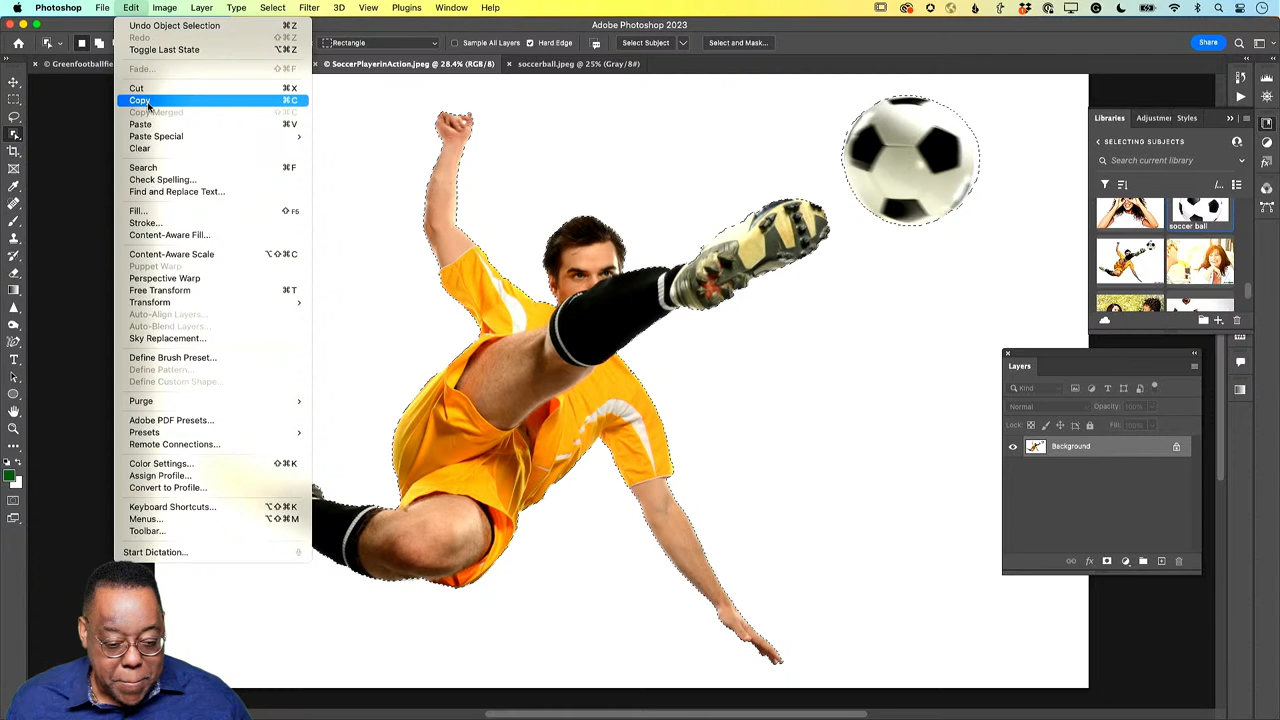 Photoshop File Edit Image Layer Type Select Filter 3D View Plugins Window Help
Adobe Photoshop 2023
Rectangle Sample All Layers Hard Edge Select Subject Select and Mask... Share
© SoccerPlayerinAction.jpeg @ 28.4% (RGB/8) × soccerball.jpeg @ 25% (Gray/8#)
Undo Object Selection ⌘Z
Redo ⇧⌘Z
Toggle Last State ⌥⌘Z
Fade... ⇧⌘F
Cut ⌘X
Copy ⌘C
Copy Merged ⇧⌘C
Paste ⌘V
Paste Special
Clear
Search ⌘F
Check Spelling...
Find and Replace Text...
Fill... ⇧F5
Stroke...
Content-Aware Fill...
Content-Aware Scale ⌥⇧⌘C
Puppet Warp
Perspective Warp
Free Transform ⌘T
Transform
Auto-Align Layers...
Auto-Blend Layers...
Sky Replacement...
Define Brush Preset...
Define Pattern...
Define Custom Shape...
Purge
Adobe PDF Presets...
Presets
Remote Connections...
Color Settings... ⇧⌘K
Assign Profile...
Convert to Profile...
Keyboard Shortcuts... ⌥⇧⌘K
Menus... ⌥⇧⌘M
Toolbar...
Start Dictation...
Libraries Adjustmer Styles
SELECTING SUBJECTS
Search current library
soccer ball
Layers
Kind
Normal Opacity: 100%
Lock: Fill: 100%
Background